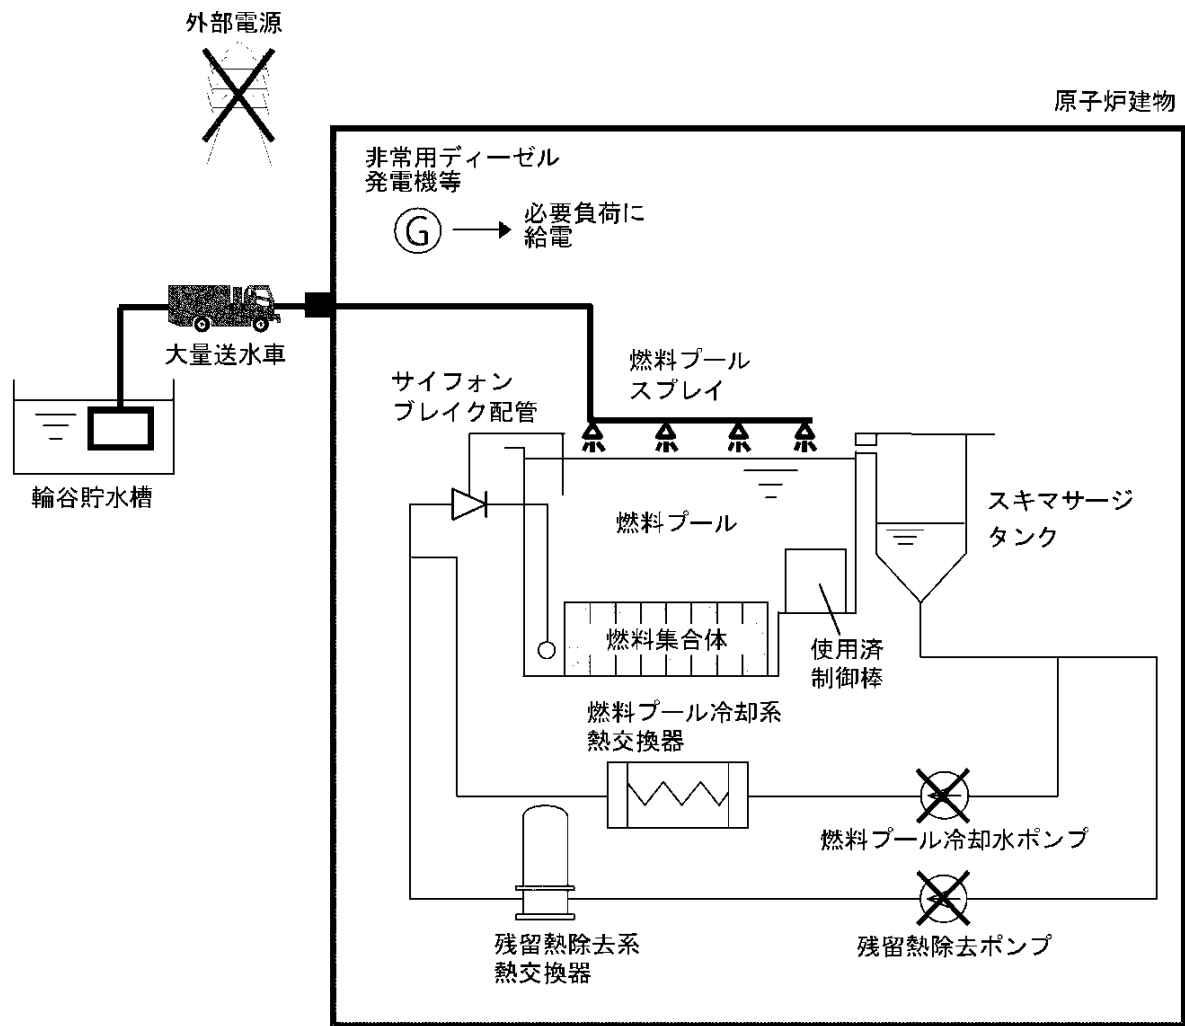 外部電源
原子炉建物
非常用ディーゼル
発電機等
G
必要負荷に
給電
大量送水車
燃料プール
スプレイ
サイフォン
ブレイク配管
輪谷貯水槽
スキマサージ
タンク
燃料プール
燃料集合体
使用済
制御棒
燃料プール冷却系
熱交換器
燃料プール冷却水ポンプ
残留熱除去系
熱交換器
残留熱除去ポンプ